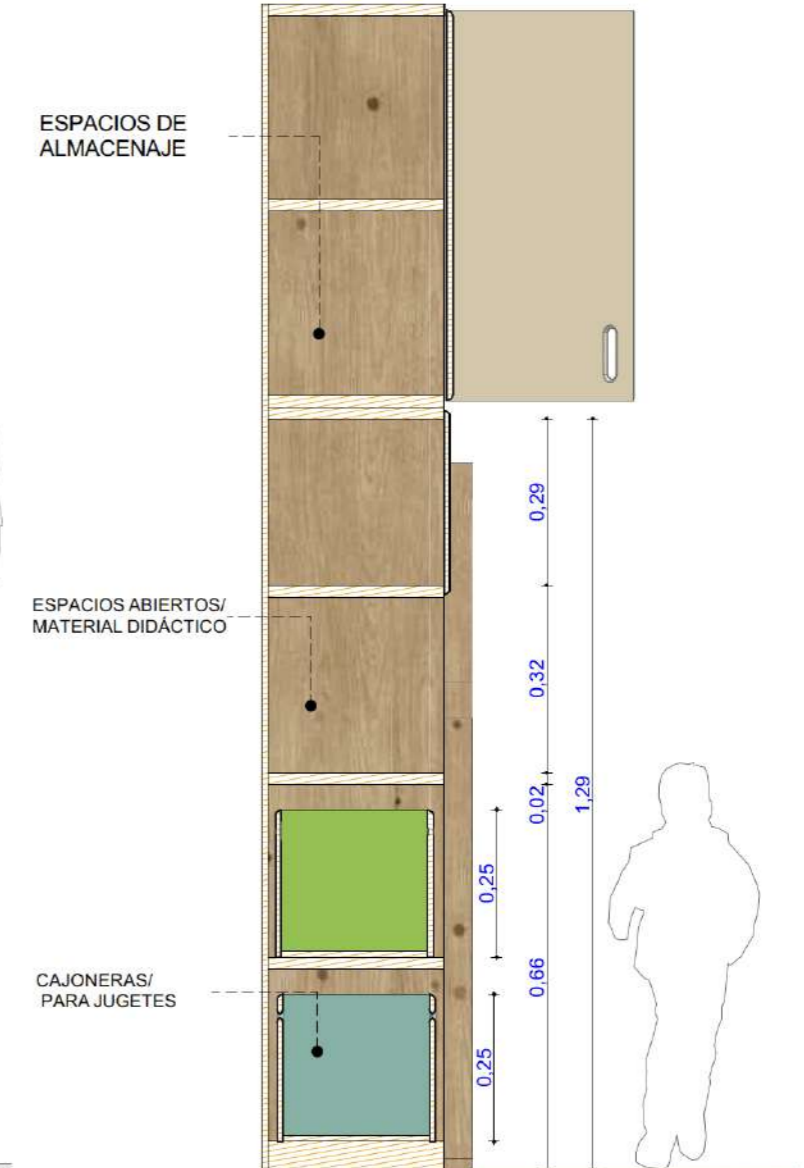 ESPACIOS DE
ALMACENAJE
0,29
ESPACIOS ABIERTOS/
MATERIAL DIDÁCTICO
0,32
0,02
1,29
0,25
0,66
CAJONERAS/
PARA JUGETES
0,25